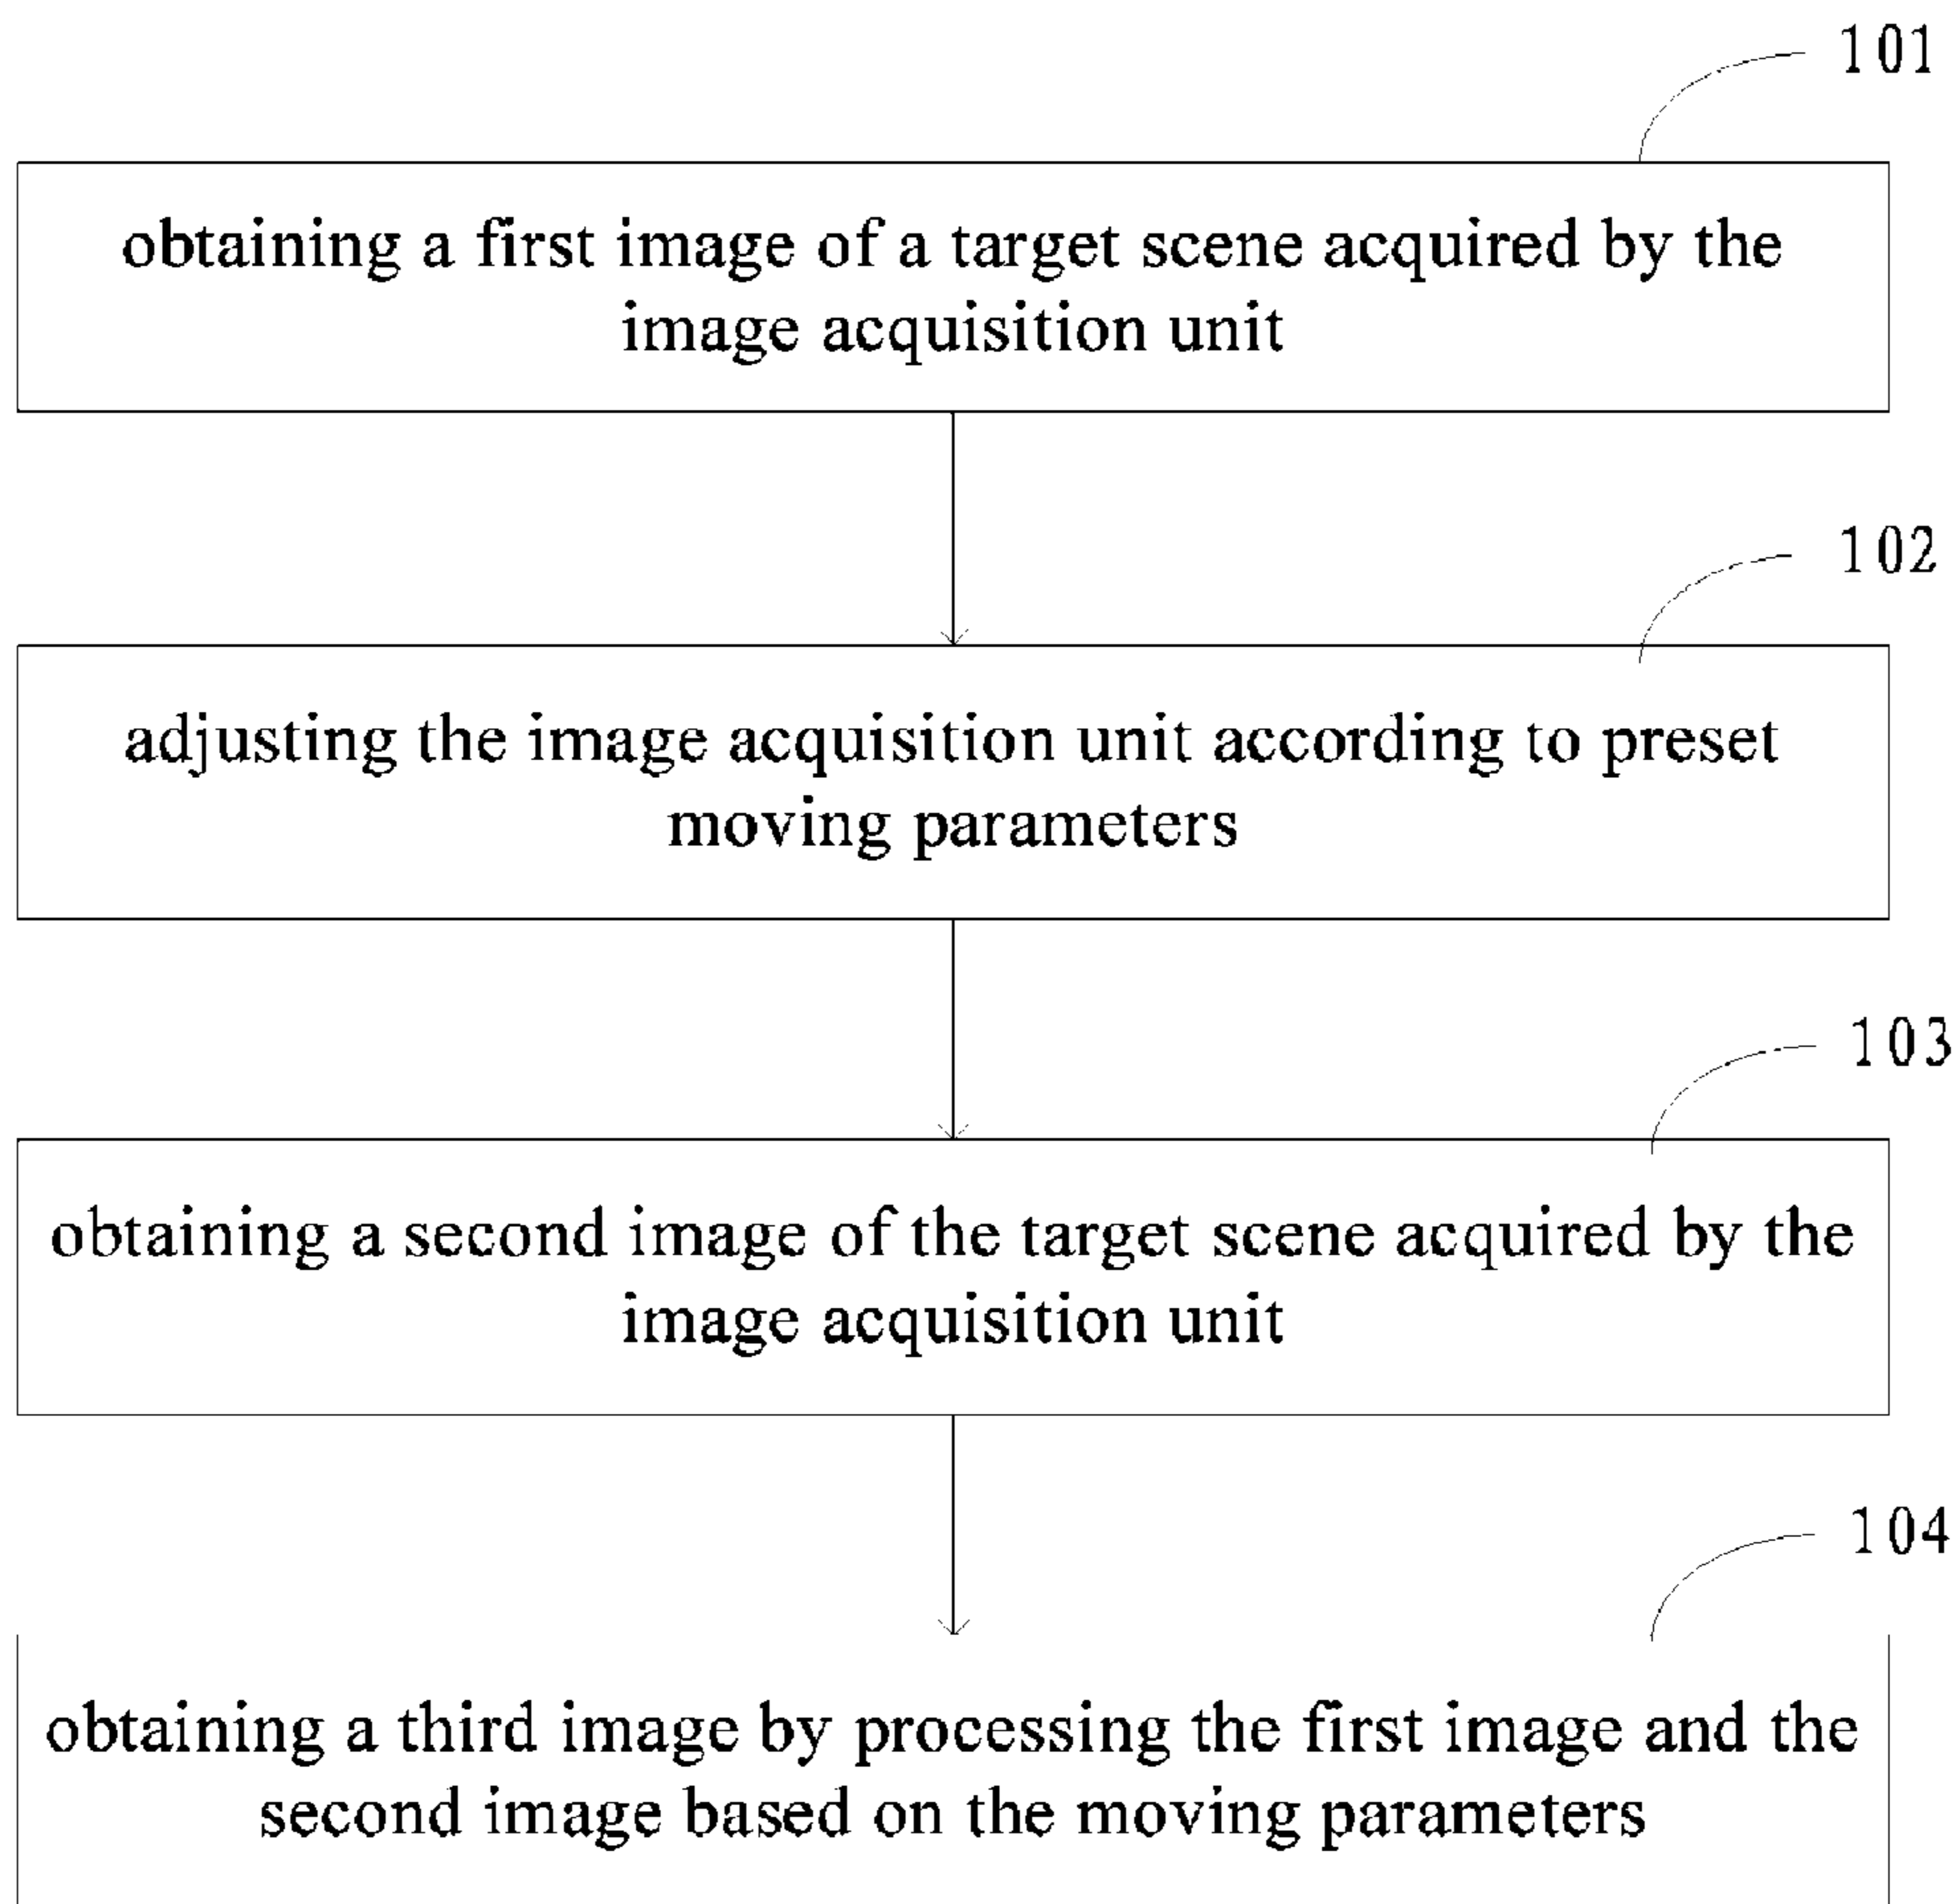 101
obtaining a first image of a target scene acquired by the
image acquisition unit
102
adjusting the image acquisition unit according to preset
moving parameters
103
obtaining a second image of the target scene acquired by the
image acquisition unit
104
obtaining a third image by processing the first image and the
second image based on the moving parameters